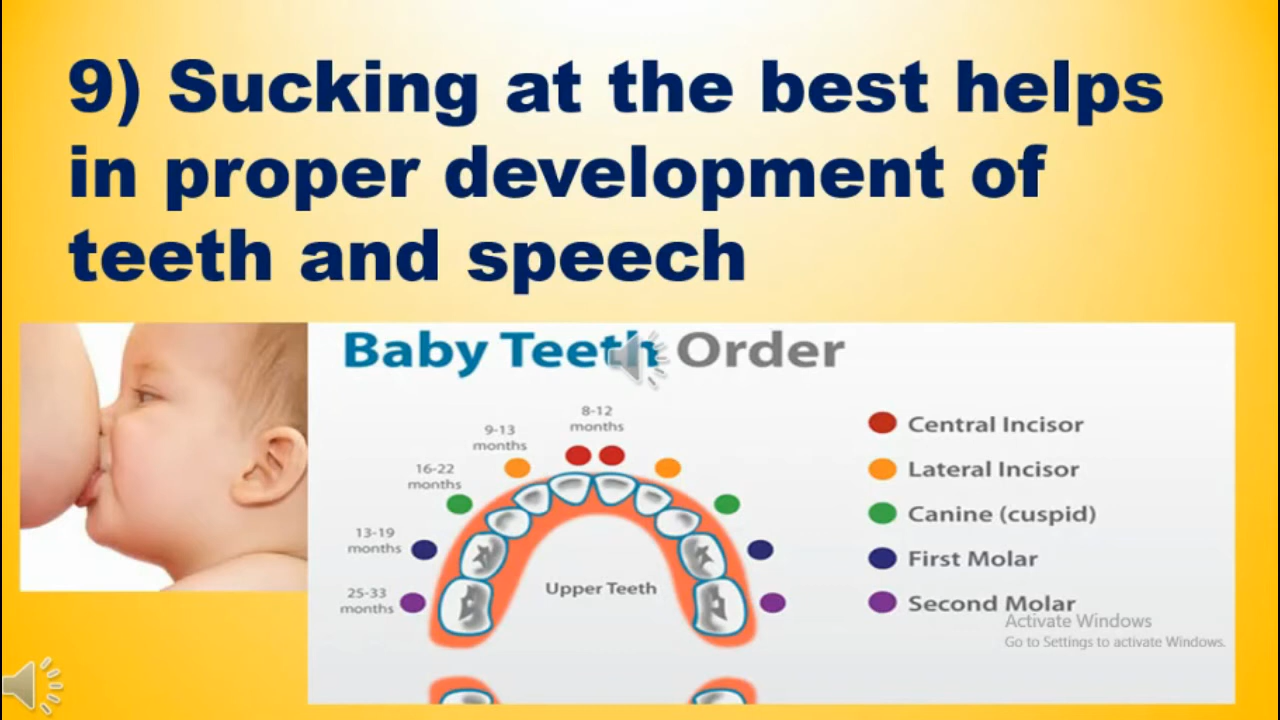 9) Sucking at the best helps
in proper development of
teeth and speech
Baby Teeth Order
8-12
months
9-13
months
16-22
months
13-19
months
25-33
months
Upper Teeth
Central Incisor
Lateral Incisor
Canine (cuspid)
First Molar
Second Molar
Activate Windows
Go to Settings to activate Windows.